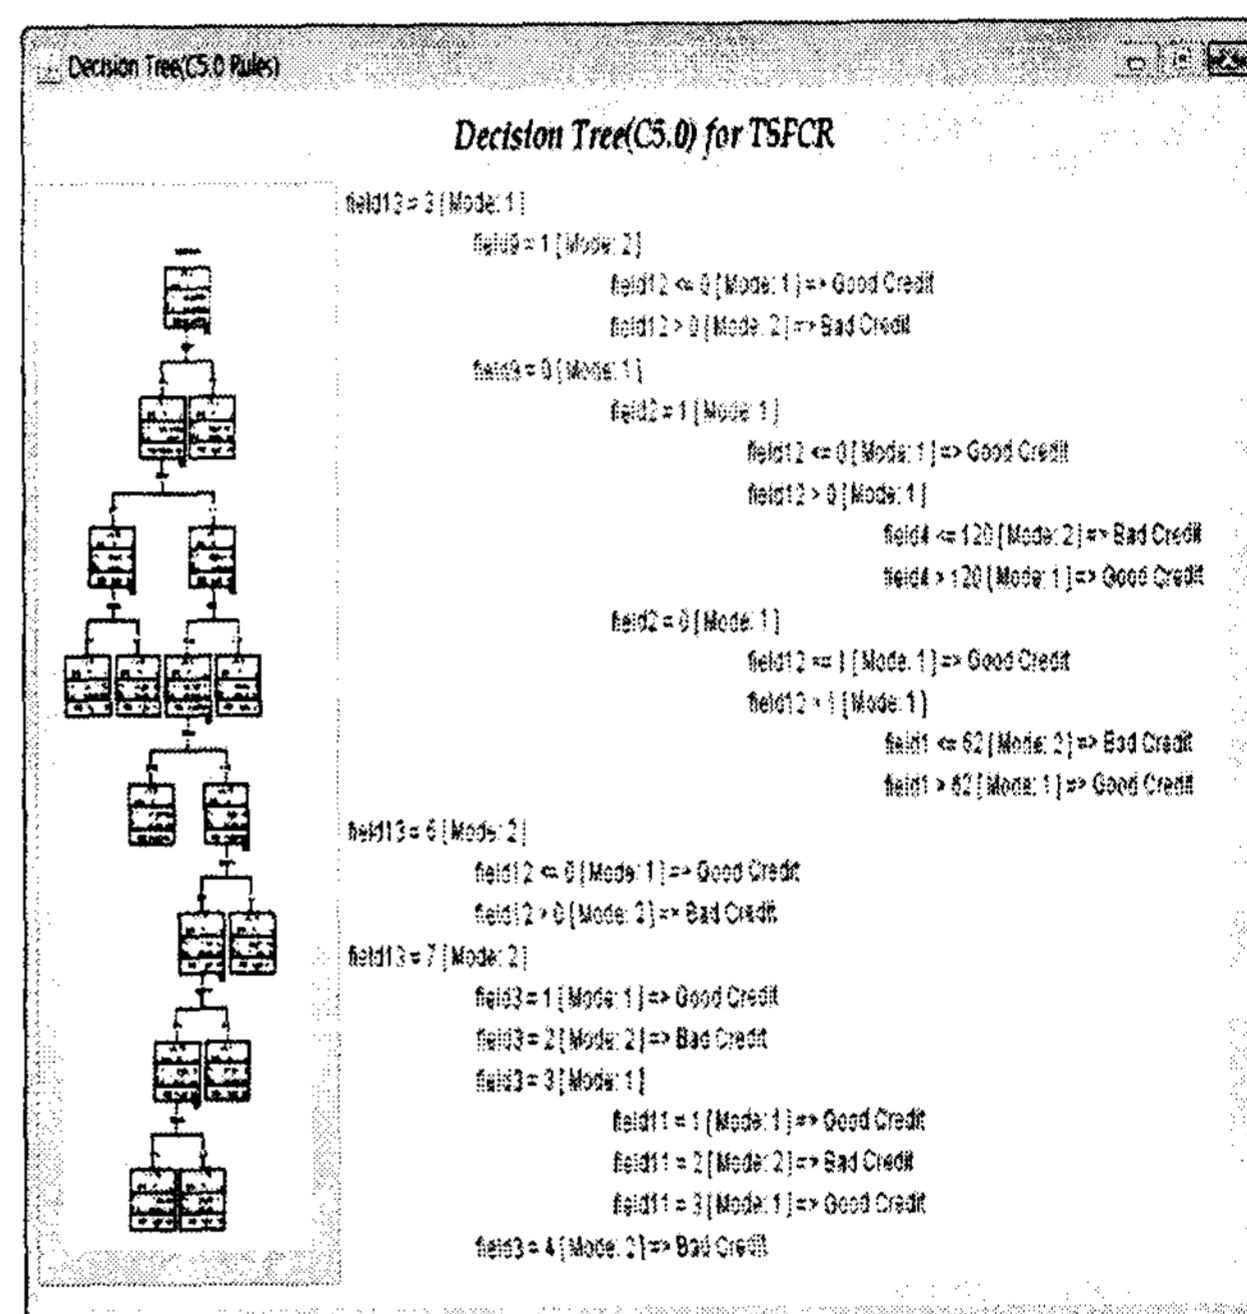 Decision Tree(C5.0 Rules)
Decision Tree(C5.0) for TSFCR
field13 = 3 [Mode: 1]
field9 = 1 [Mode: 2]
field12 <= 0 [Mode: 1] => Good Credit
field12 > 0 [Mode: 2] => Bad Credit
field9 = 0 [Mode: 1]
field2 = 1 [Mode: 1]
field12 <= 0 [Mode: 1] => Good Credit
field12 > 0 [Mode: 1]
field4 <= 120 [Mode: 2] => Bad Credit
field4 > 120 [Mode: 1] => Good Credit
field2 = 0 [Mode: 1]
field12 <= 1 [Mode: 1] => Good Credit
field12 > 1 [Mode: 1]
field1 <= 62 [Mode: 2] => Bad Credit
field1 > 62 [Mode: 1] => Good Credit
field13 = 6 [Mode: 2]
field12 <= 0 [Mode: 1] => Good Credit
field12 > 0 [Mode: 2] => Bad Credit
field13 = 7 [Mode: 2]
field3 = 1 [Mode: 1] => Good Credit
field3 = 2 [Mode: 2] => Bad Credit
field3 = 3 [Mode: 1]
field11 = 1 [Mode: 1] => Good Credit
field11 = 2 [Mode: 2] => Bad Credit
field11 = 3 [Mode: 1] => Good Credit
field3 = 4 [Mode: 2] => Bad Credit